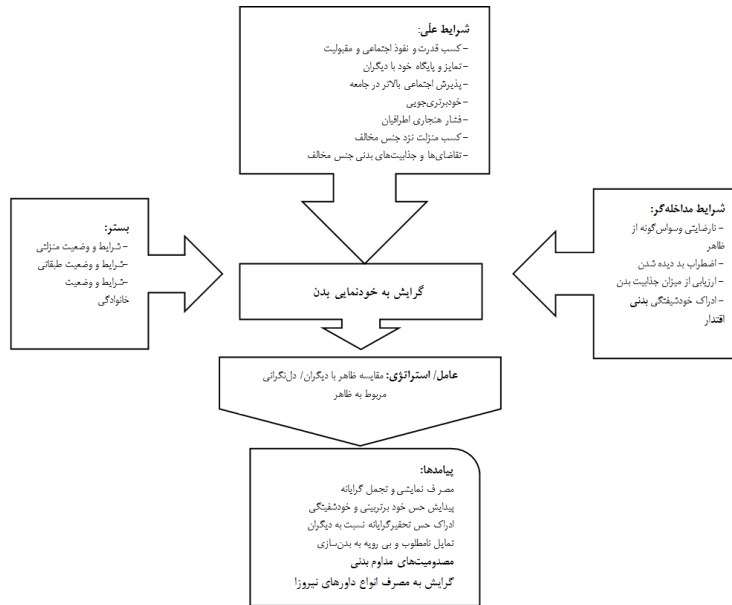 شرایط علّی:
-کسب قدرت و نفوذ اجتماعی و مقبولیت
-تمایز و پایگاه خود با دیگران
-پذیرش اجتماعی بالاتر در جامعه
-خودبرتری‌جویی
-فشار هنجاری اطرافیان
-کسب منزلت نزد جنس مخالف
-تقاضای‌ها و جذابیت‌های بدنی جنس مخالف
شرایط مداخله‌گر:
- نارضایتی وسواس‌گونه از
ظاهر
- اضطراب بد دیده شدن
-ارزیابی از میزان جذابیت بدن
-ادراک خودشیفتگی بدنی
اقتدار
بستر:
- شرایط و وضعیت منزلتی
-شرایط و وضعیت طبقاتی
-شرایط و وضعیت
خانوادگی
گرایش به خودنمایی بدن
عامل/ استراتژی: مقایسه ظاهر با دیگران/ دل‌نگرانی
مربوط به ظاهر
پیامدها:
مصرف نمایشی و تجمل گرایانه
پیدایش حس خود برتربینی و خودشیفتگی
ادراک حس تحقیرگرایانه نسبت به دیگران
تمایل نامطلوب و بی رویه به بدن‌سازی
مصدومیت‌های مداوم بدنی
گرایش به مصرف انواع داورهای نیروزا